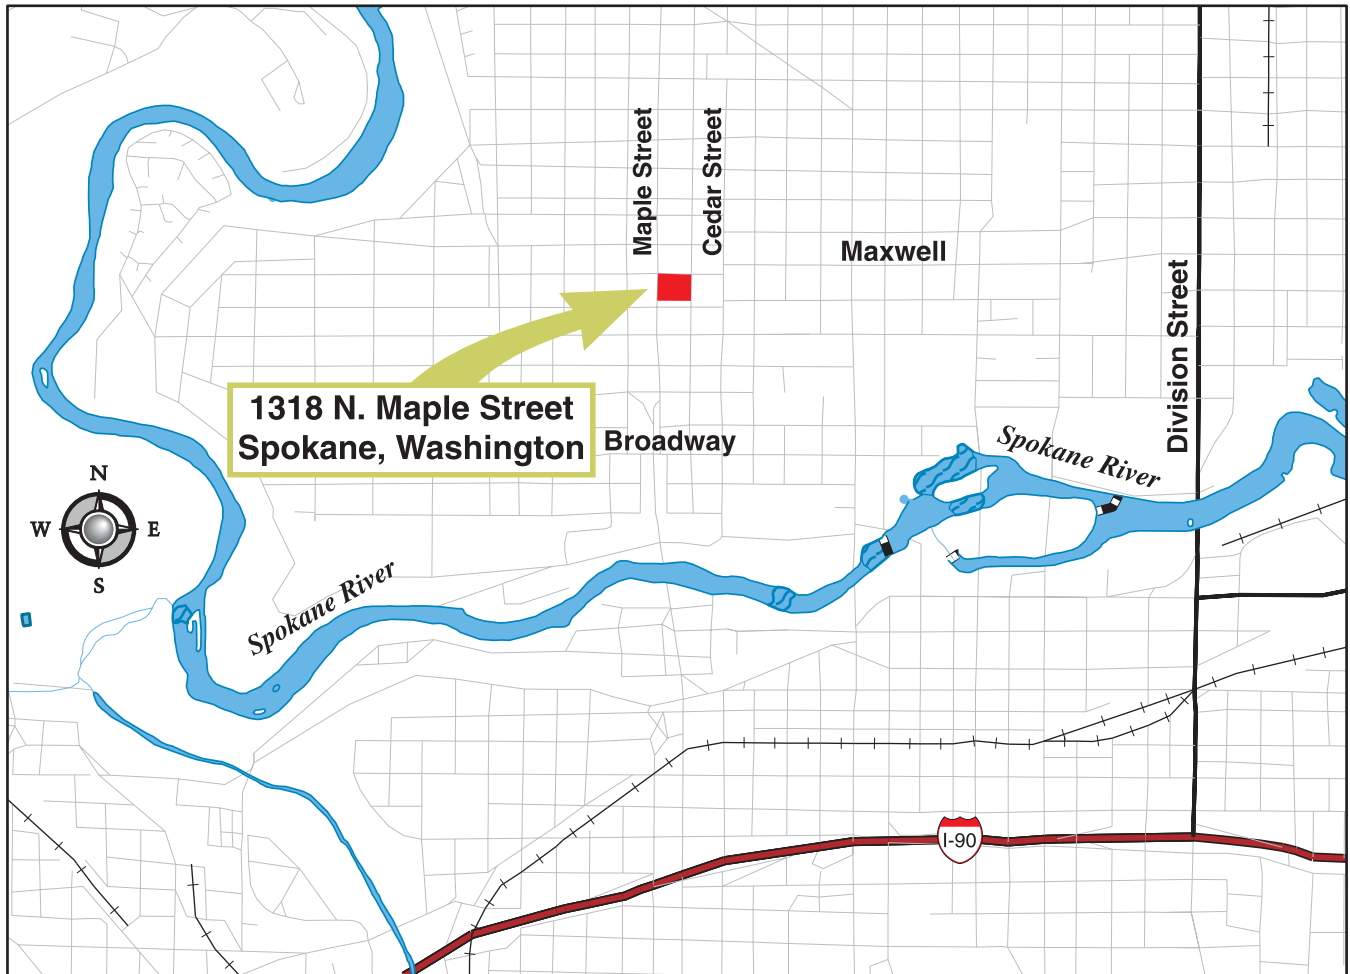 Maple Street
Cedar Street
Maxwell
Division Street
1318 N. Maple Street
Spokane, Washington
Broadway
Spokane River
N
W
E
S
Spokane River
I-90